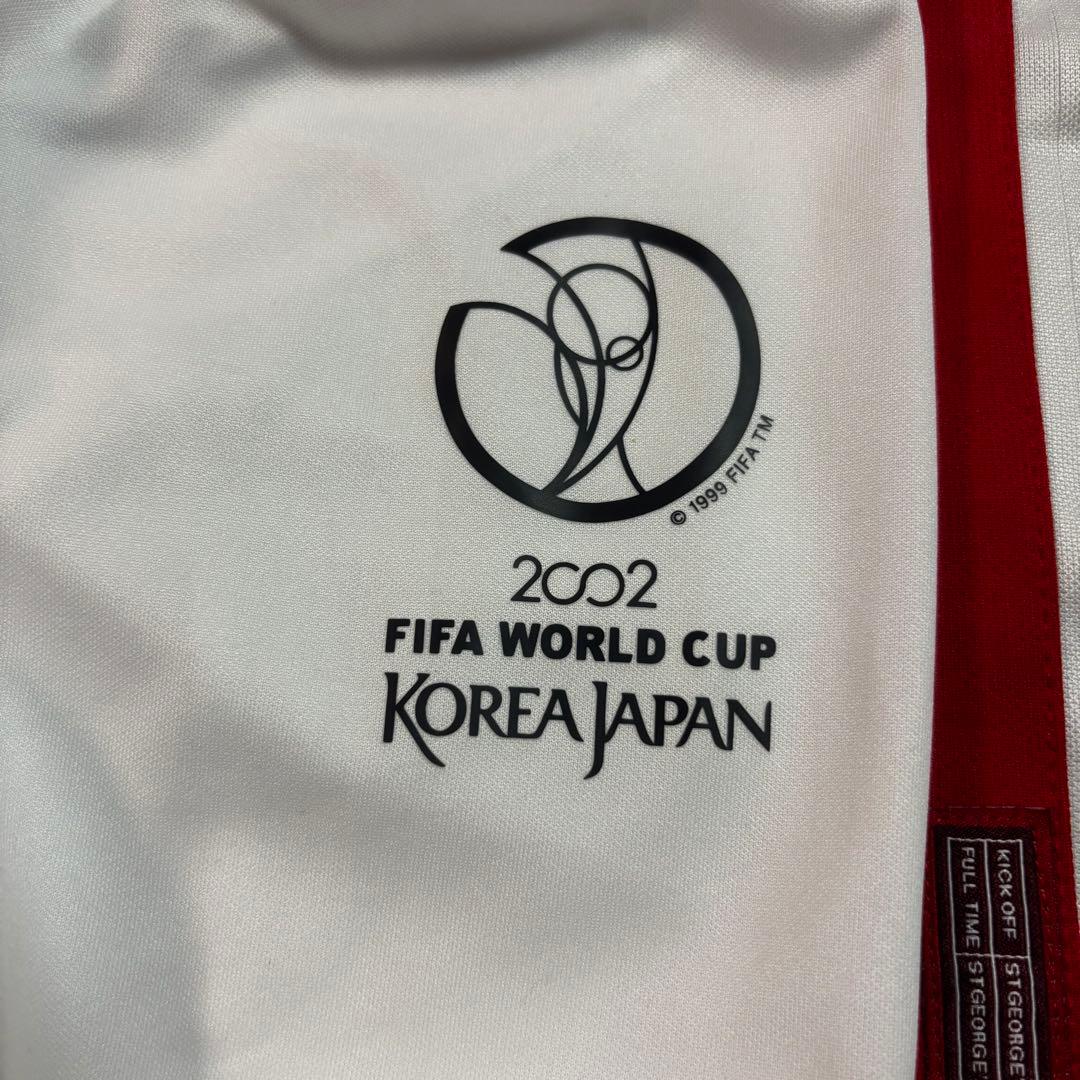 © 1999 FIFA TM
2002
FIFA WORLD CUP
KOREA JAPAN
KICK OFF
FULL TIME
STGEORGE'
STGEORGE'